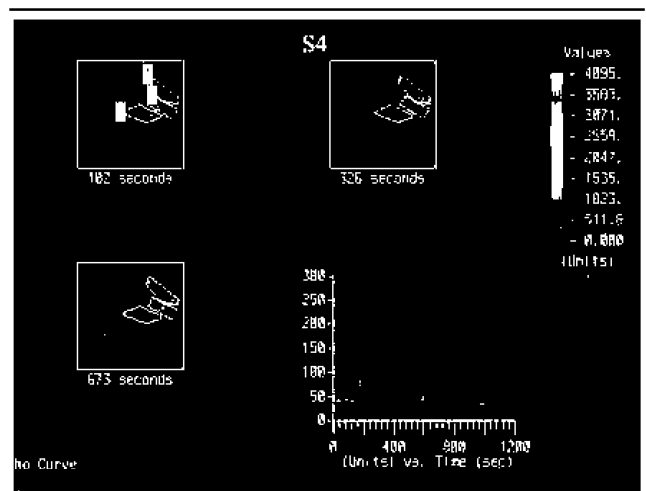 S4
Values
4095.
3583.
3071.
2559.
2047.
1535.
1023.
511.8
0.000
(Units)
102 seconds
326 seconds
673 seconds
300
250
200
150
100
50
0
0 400 800 1200
(Units) vs. Time (sec)
ho Curve